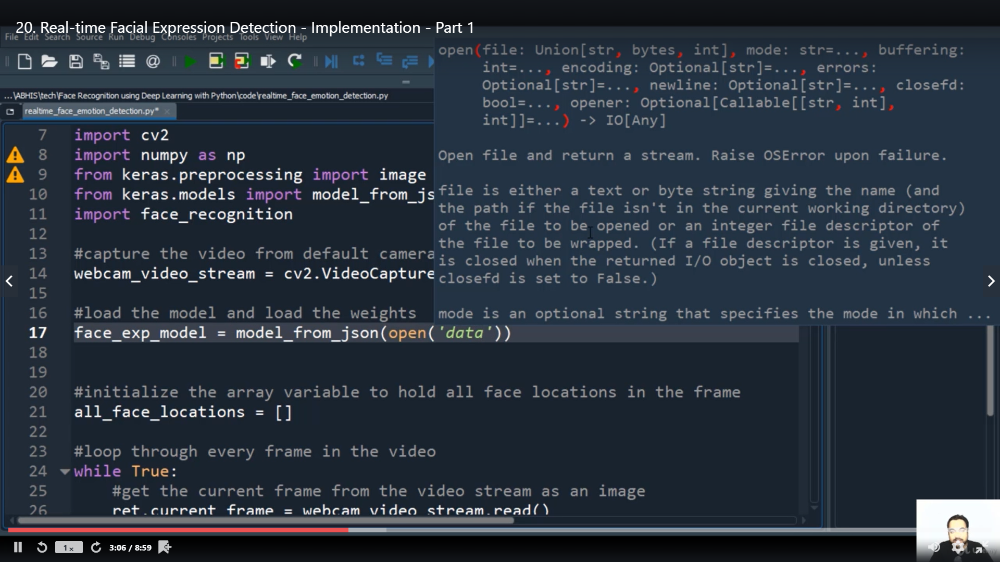 20. Real-time Facial Expression Detection - Implementation - Part 1
File Edit Search Source Run Debug Consoles Projects Tools View Help
...\ABHIS\tech\Face Recognition using Deep Learning with Python\code\realtime_face_emotion_detection.py
realtime_face_emotion_detection.py*
open(file: Union[str, bytes, int], mode: str=..., buffering:
int=..., encoding: Optional[str]=..., errors:
Optional[str]=..., newline: Optional[str]=..., closefd:
bool=..., opener: Optional[Callable[[str, int],
int]]=...) -> IO[Any]
Open file and return a stream. Raise OSError upon failure.
file is either a text or byte string giving the name (and
the path if the file isn't in the current working directory)
of the file to be opened or an integer file descriptor of
the file to be wrapped. (If a file descriptor is given, it
is closed when the returned I/O object is closed, unless
closefd is set to False.)
mode is an optional string that specifies the mode in which ...
7 import cv2
8 import numpy as np
9 from keras.preprocessing import image
10 from keras.models import model_from_js
11 import face_recognition
12
13 #capture the video from default camera
14 webcam_video_stream = cv2.VideoCapture
15
16 #load the model and load the weights
17 face_exp_model = model_from_json(open('data'))
18
19
20 #initialize the array variable to hold all face locations in the frame
21 all_face_locations = []
22
23 #loop through every frame in the video
24 while True:
25 #get the current frame from the video stream as an image
26 ret,current_frame = webcam_video_stream.read()
1x
3:06 / 8:59